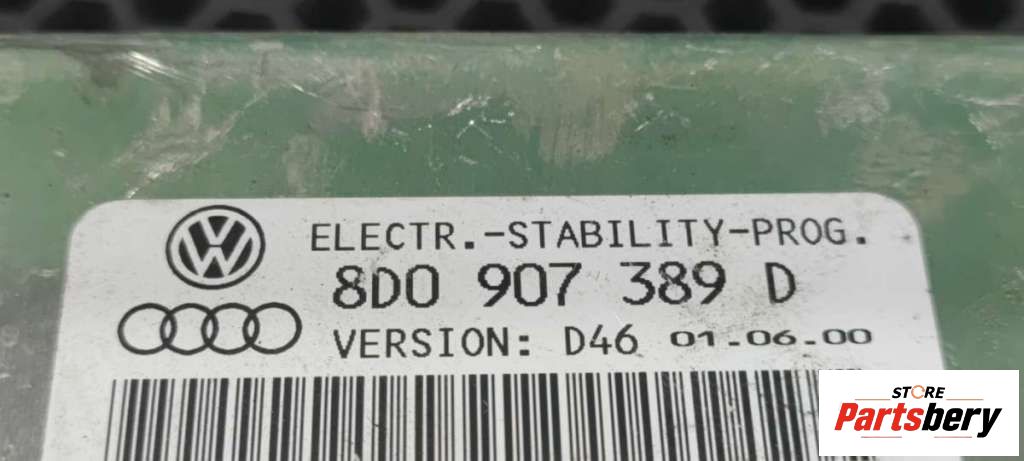 ELECTR.-STABILITY-PROG.
8D0 907 389 D
VERSION: D46 01.06.00
STORE
Partsbery